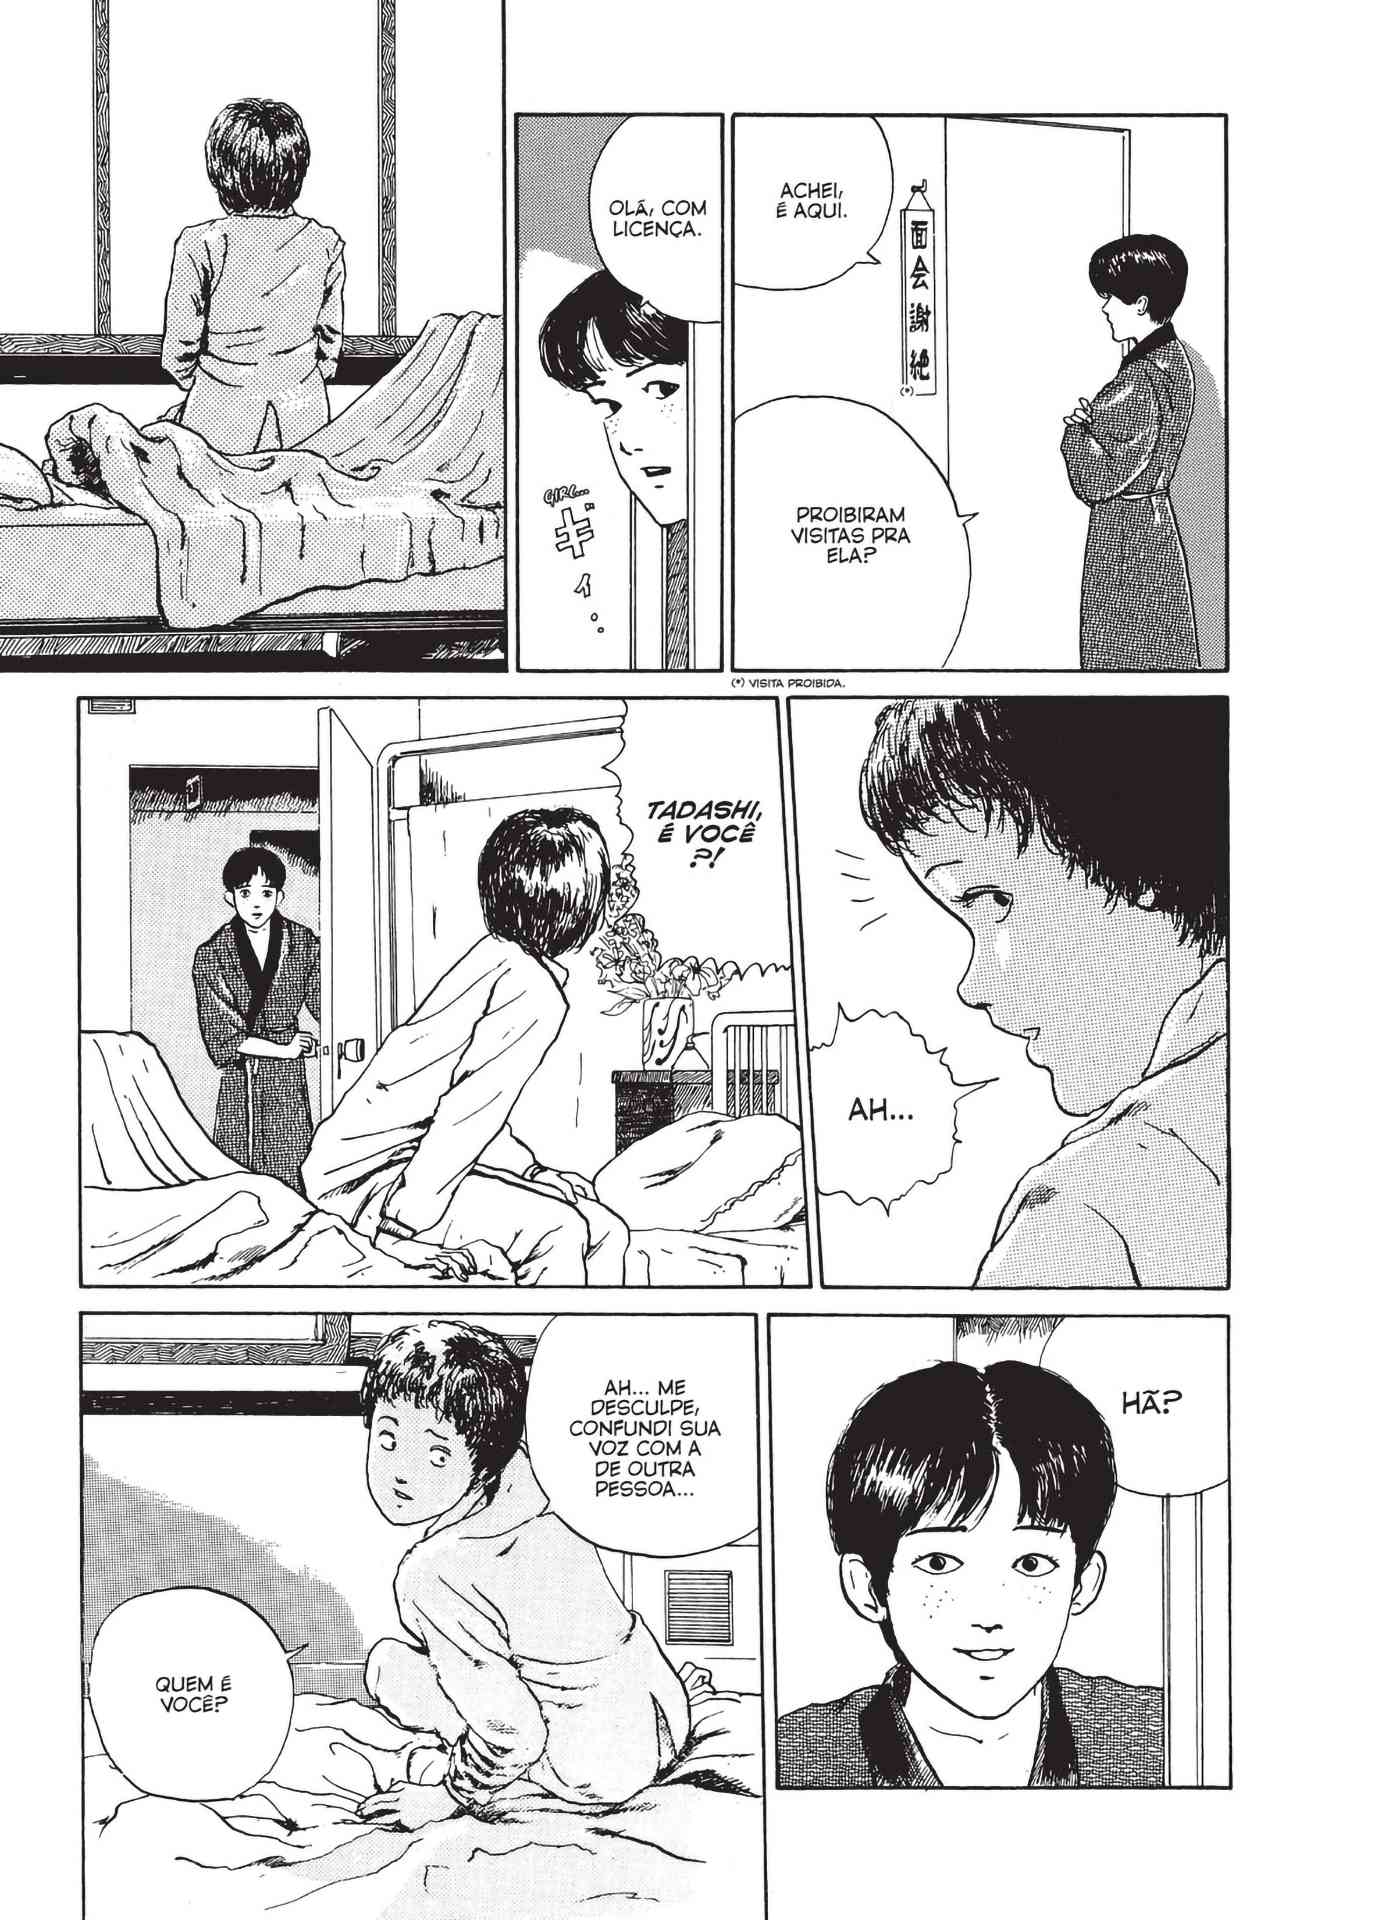 ACHEI,
É AQUI.
面
会
謝
絶
(*)
PROIBIRAM
VISITAS PRA
ELA?
(*) VISITA PROIBIDA.
OLÁ, COM
LICENÇA.
GIRL...
ギィ...
AH...
TADASHI,
É VOCÊ
?!
HÃ?
AH... ME
DESCULPE,
CONFUNDI SUA
VOZ COM A
DE OUTRA
PESSOA...
QUEM É
VOCÊ?